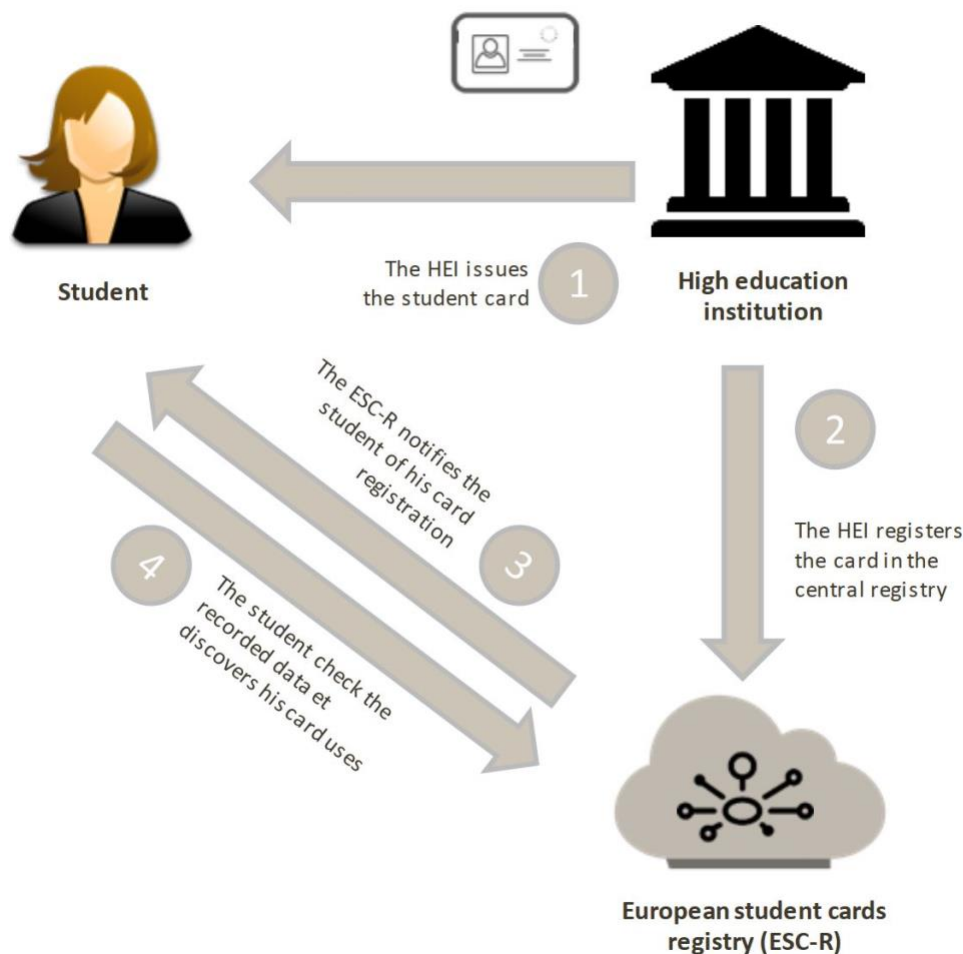 Student
The HEI issues
the student card
1
High education
institution
2
The HEI registers
the card in the
central registry
The ESC-R notifies the
student of his card
registration
3
4
The student check the
recorded data et
discovers his card uses
European student cards
registry (ESC-R)